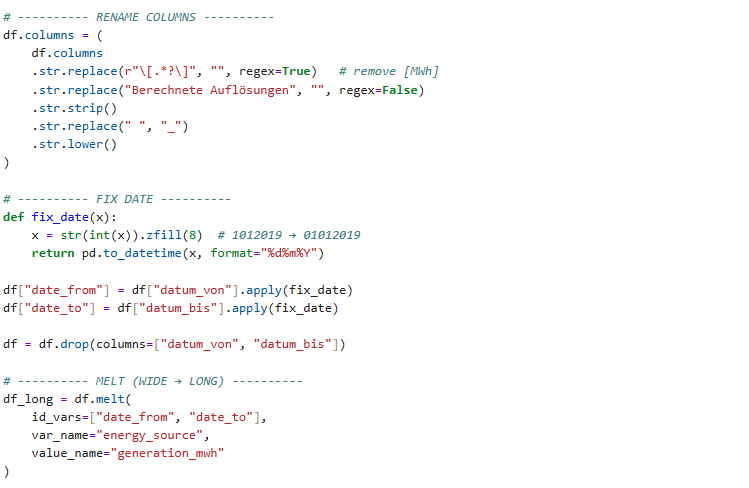 # ---------- RENAME COLUMNS ----------
df.columns = (
    df.columns
    .str.replace(r"\[.*?\]", "", regex=True)   # remove [MWh]
    .str.replace("Berechnete Auflösungen", "", regex=False)
    .str.strip()
    .str.replace(" ", "_")
    .str.lower()
)
# ---------- FIX DATE ----------
def fix_date(x):
    x = str(int(x)).zfill(8)  # 1012019 → 01012019
    return pd.to_datetime(x, format="%d%m%Y")
df["date_from"] = df["datum_von"].apply(fix_date)
df["date_to"] = df["datum_bis"].apply(fix_date)
df = df.drop(columns=["datum_von", "datum_bis"])
# ---------- MELT (WIDE → LONG) ----------
df_long = df.melt(
    id_vars=["date_from", "date_to"],
    var_name="energy_source",
    value_name="generation_mwh"
)